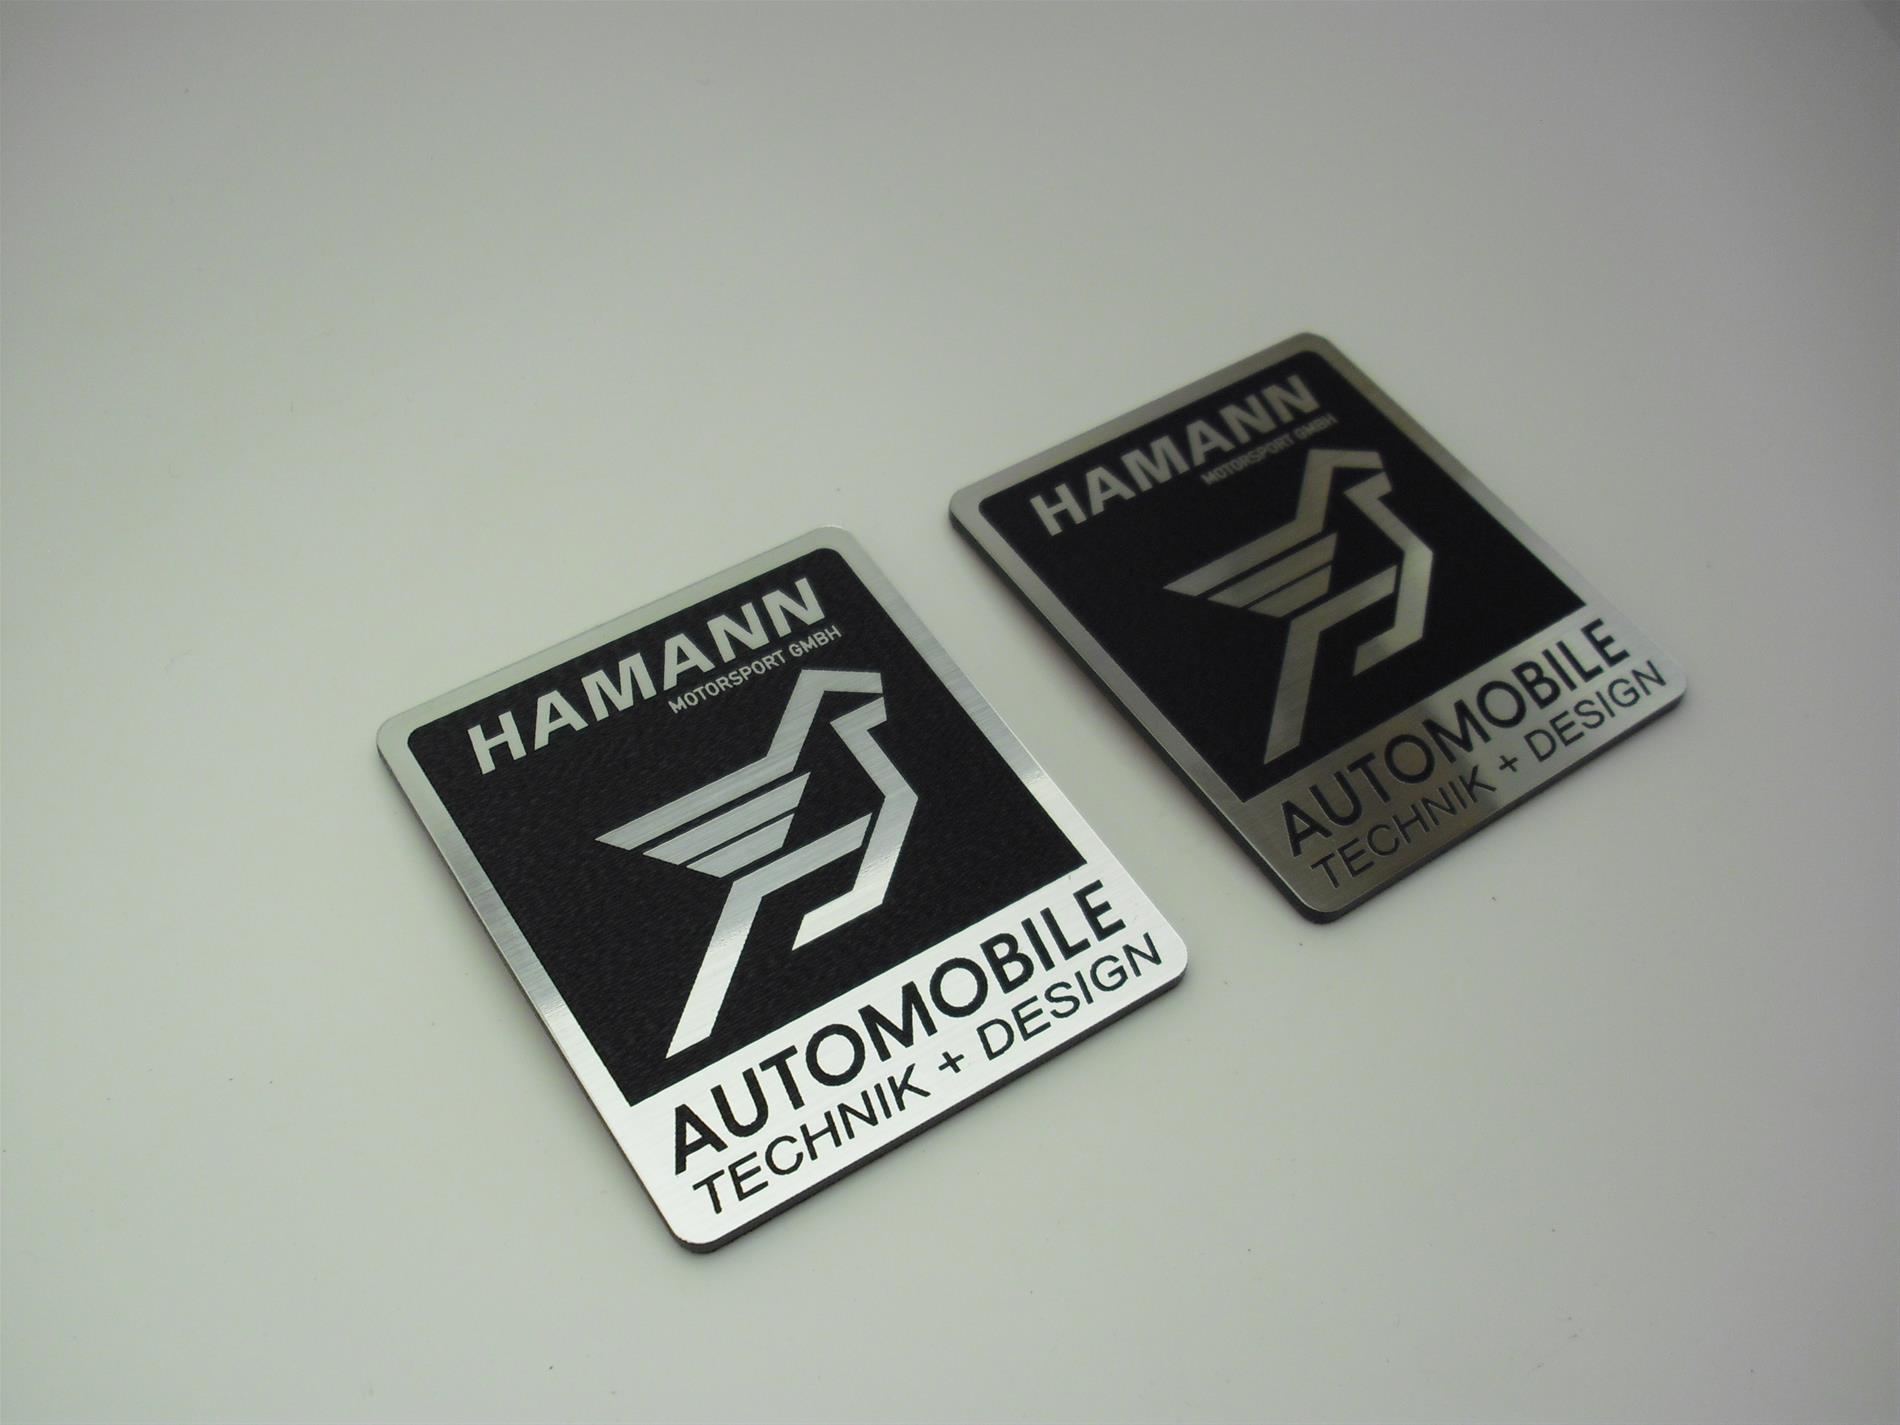 HAMANN
MOTORSPORT GMBH
AUTOMOBILE
TECHNIK + DESIGN
HAMANN
MOTORSPORT GMBH
AUTOMOBILE
TECHNIK + DESIGN